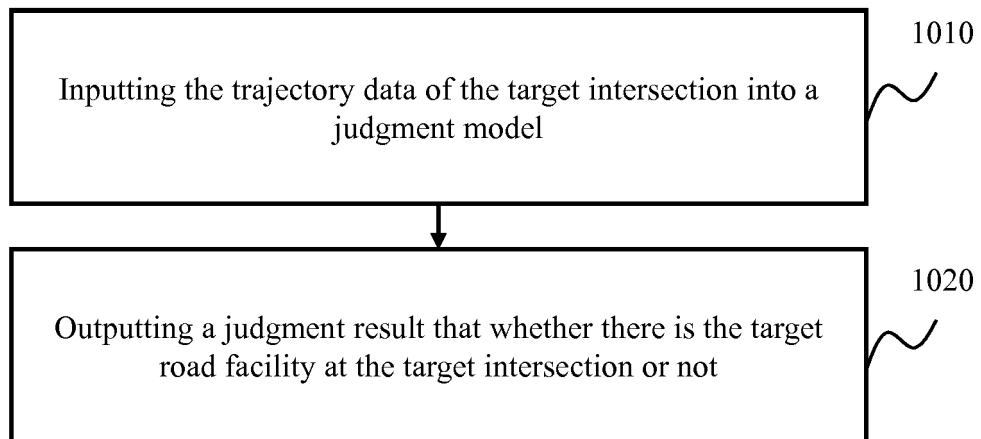 1010
Inputting the trajectory data of the target intersection into a
judgment model
1020
Outputting a judgment result that whether there is the target
road facility at the target intersection or not